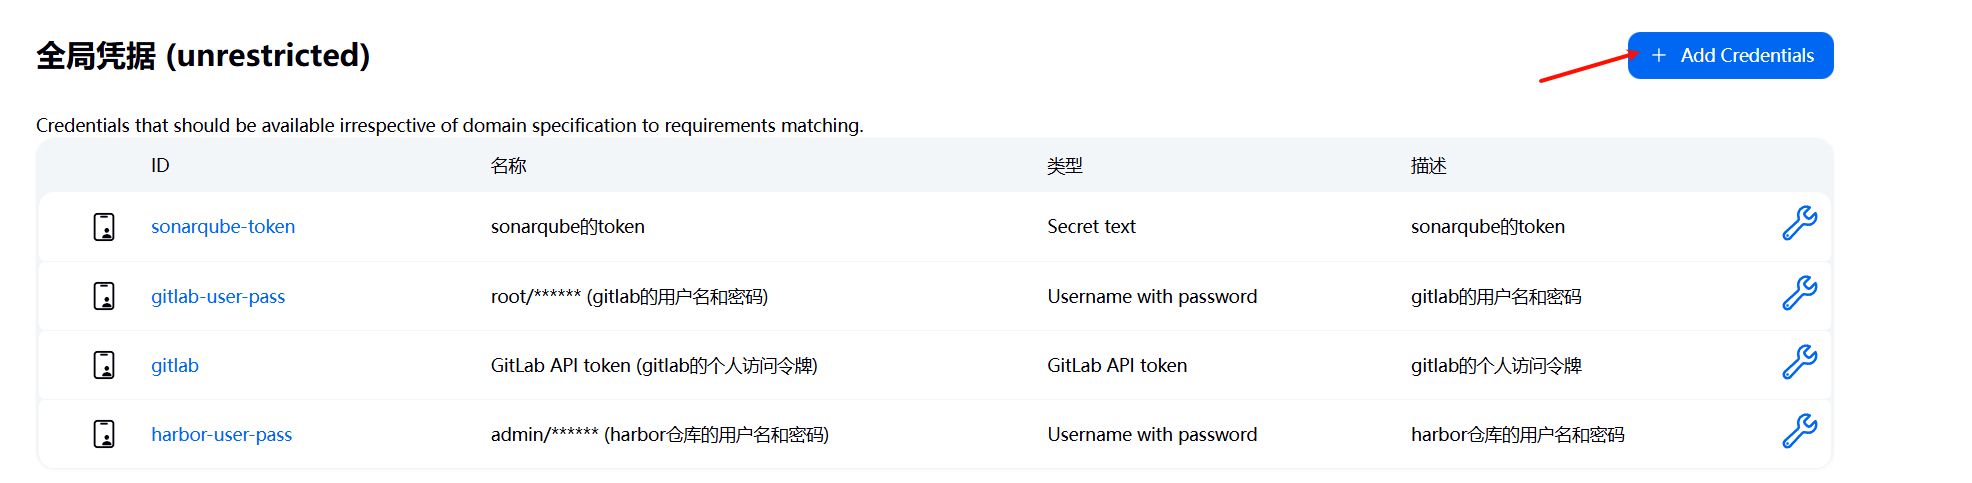 全局凭据 (unrestricted)
+ Add Credentials
Credentials that should be available irrespective of domain specification to requirements matching.
ID 名称 类型 描述
sonarqube-token sonarqube的token Secret text sonarqube的token
gitlab-user-pass root/****** (gitlab的用户名和密码) Username with password gitlab的用户名和密码
gitlab GitLab API token (gitlab的个人访问令牌) GitLab API token gitlab的个人访问令牌
harbor-user-pass admin/****** (harbor仓库的用户名和密码) Username with password harbor仓库的用户名和密码